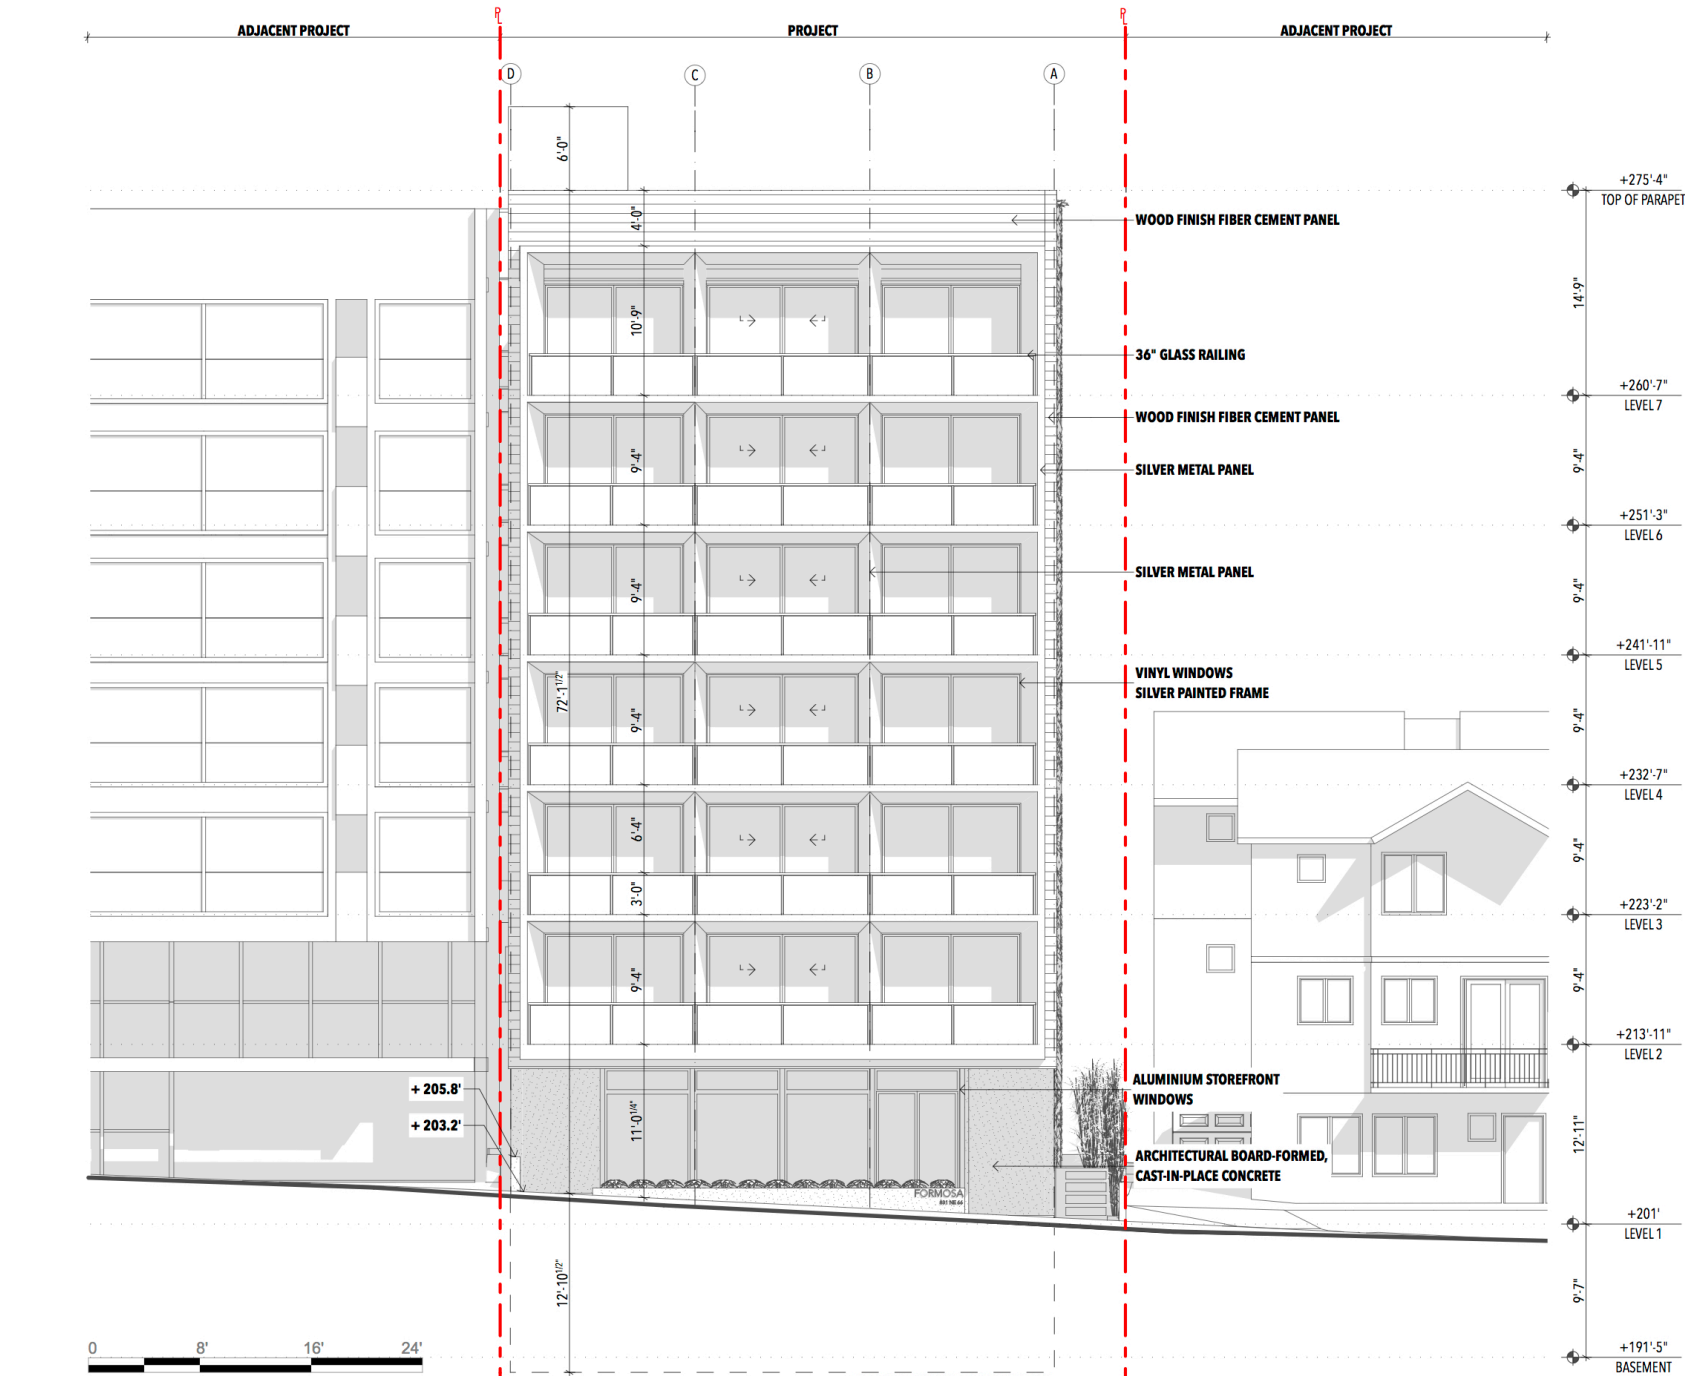 ADJACENT PROJECT
PROJECT
ADJACENT PROJECT
D
C
B
A
6'-0"
+275'-4"
TOP OF PARAPET
4'-0"
WOOD FINISH FIBER CEMENT PANEL
14'-9"
10'-9"
36" GLASS RAILING
+260'-7"
LEVEL 7
WOOD FINISH FIBER CEMENT PANEL
9'-4"
9'-4"
SILVER METAL PANEL
+251'-3"
LEVEL 6
SILVER METAL PANEL
9'-4"
9'-4"
+241'-11"
LEVEL 5
VINYL WINDOWS
SILVER PAINTED FRAME
72'-1 1/2"
9'-4"
9'-4"
+232'-7"
LEVEL 4
6'-4"
9'-4"
3'-0"
+223'-2"
LEVEL 3
9'-4"
9'-4"
+213'-11"
LEVEL 2
+ 205.8'
ALUMINIUM STOREFRONT
WINDOWS
+ 203.2'
11'-0 1/4"
12'-11"
ARCHITECTURAL BOARD-FORMED,
CAST-IN-PLACE CONCRETE
FORMOSA
+201'
LEVEL 1
12'-10 1/2"
9'-7"
0 8' 16' 24'
+191'-5"
BASEMENT